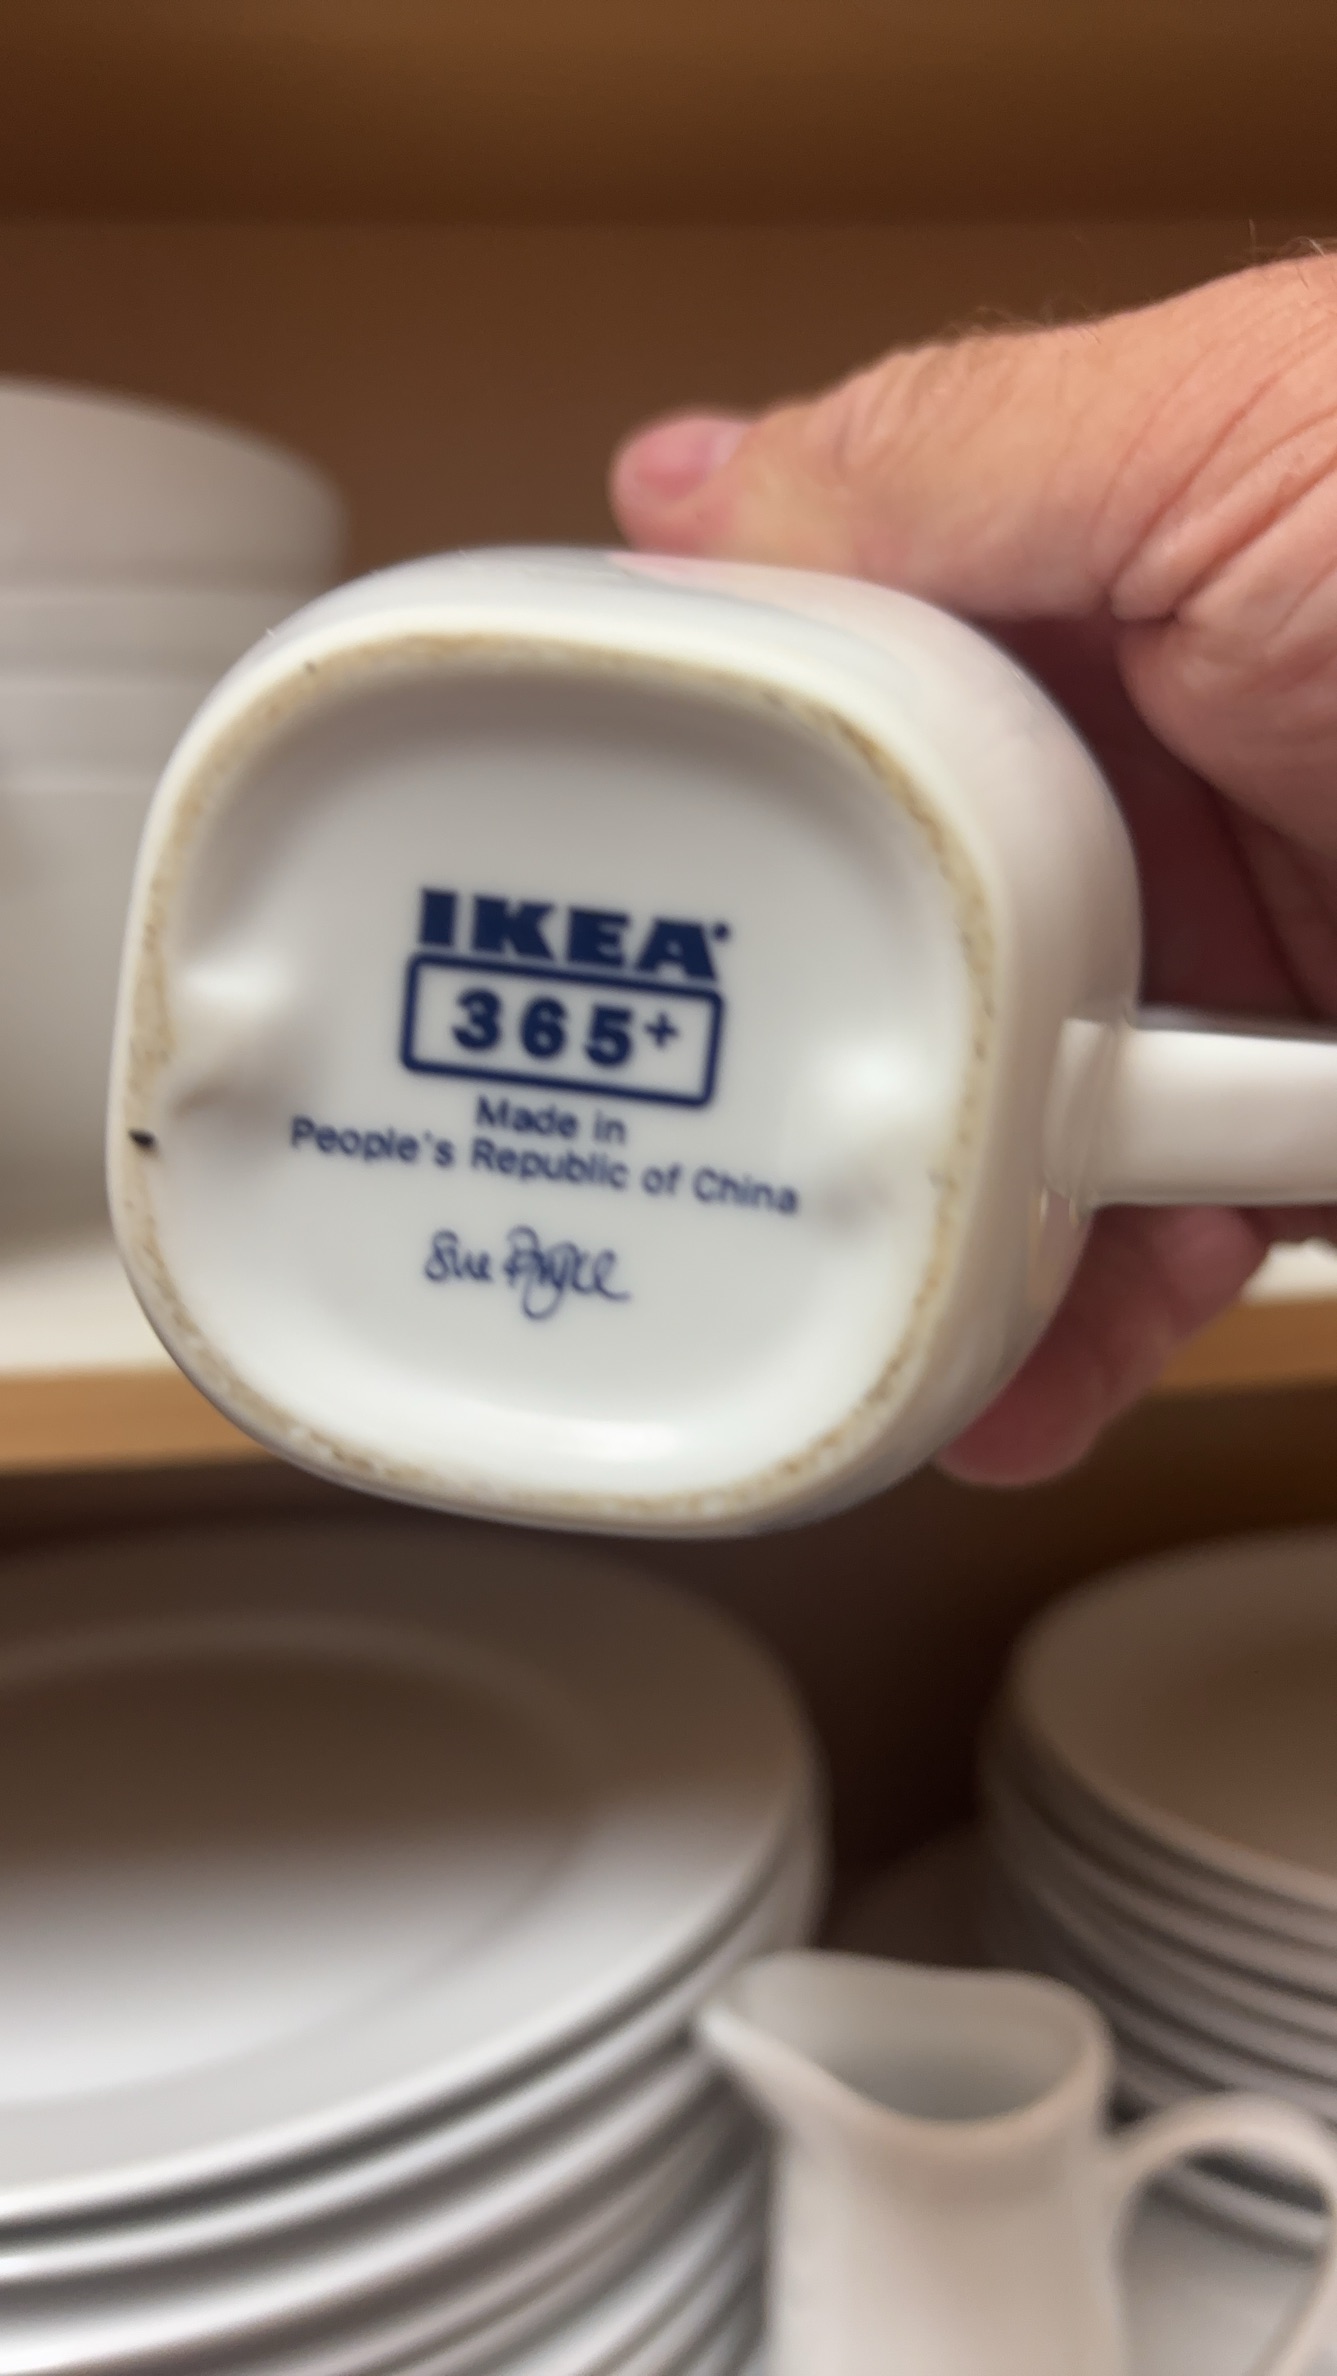 IKEA
365+
Made in
People's Republic of China
Sue Pryke